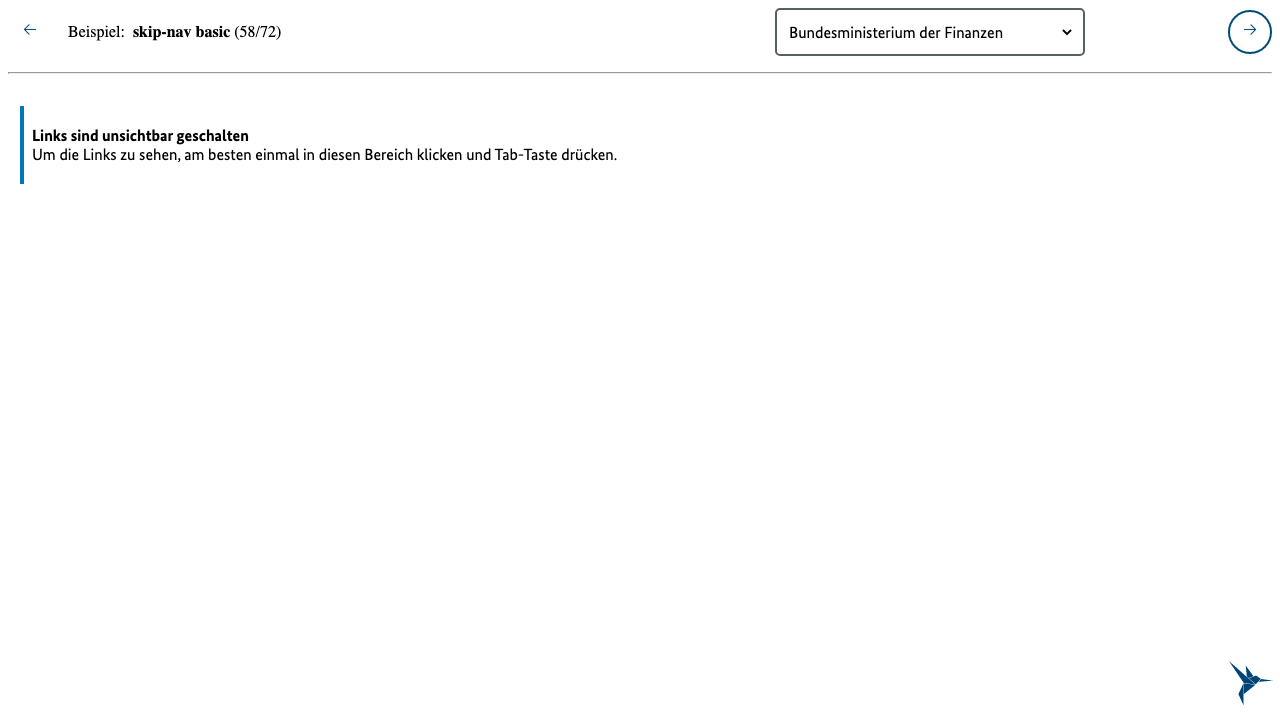 Beispiel: skip-nav basic (58/72)
Bundesministerium der Finanzen
Links sind unsichtbar geschalten
Um die Links zu sehen, am besten einmal in diesen Bereich klicken und Tab-Taste drücken.